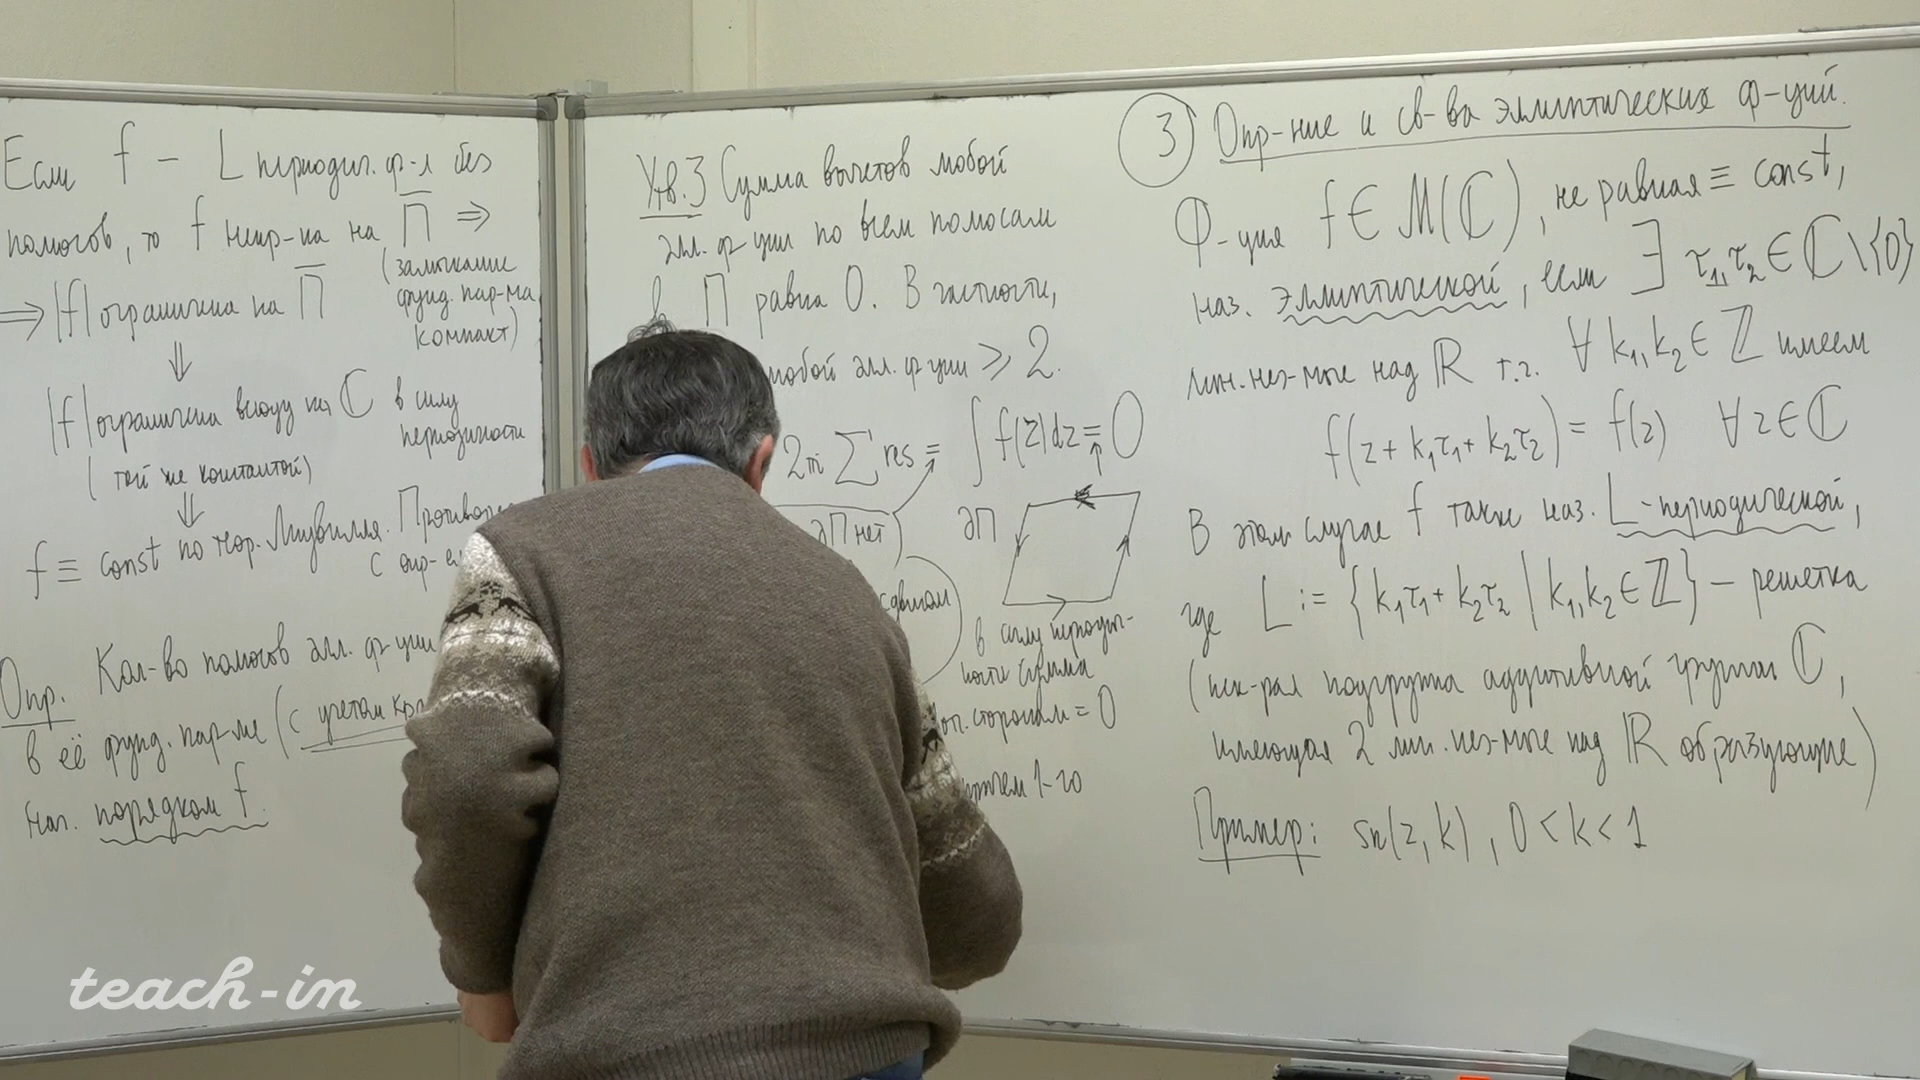 Если f – L периодич. ф-я без
полюсов, то f непр-на на П̅ ⇒
(замыкание
фунд. пар-ма
компакт)
⇒ |f| ограничена на П̅
⇓
|f| ограничена всюду на ℂ в силу
периодичности
(той же константой)
⇓
f ≡ const по теор. Лиувилля. Противореч
с опр-е
Опр. Кол-во полюсов элл. ф-ции
в её фунд. пар-ме (с учетом кр
наз. порядком f.
Утв.3 Сумма вычетов любой
элл. ф-ции по всем полюсам
в П равна 0. В частности,
любой элл. ф-ции ⩾ 2.
2πi ∑ res = ∫ f(z)dz = 0
∂П нет
∂П
сдвигом
в силу периодич-
ности сумма
оп. сторонам = 0
1-го
③ Опр-ние и св-ва эллиптических ф-ций.
Ф-ция f ∈ M(ℂ), не равная ≡ const,
наз. эллиптической, если ∃ τ₁,τ₂ ∈ ℂ\{0}
лин. нез-мые над ℝ т.ч. ∀ k₁,k₂ ∈ ℤ имеем
f(z + k₁τ₁ + k₂τ₂) = f(z) ∀ z ∈ ℂ
В этом случае f также наз. L-периодической,
где L := {k₁τ₁ + k₂τ₂ | k₁,k₂ ∈ ℤ} – решетка
(нек-рая подгруппа аддитивной группы ℂ,
имеющая 2 лин. нез-мые над ℝ образующие)
Пример: sn(z, k), 0 < k < 1
teach-in